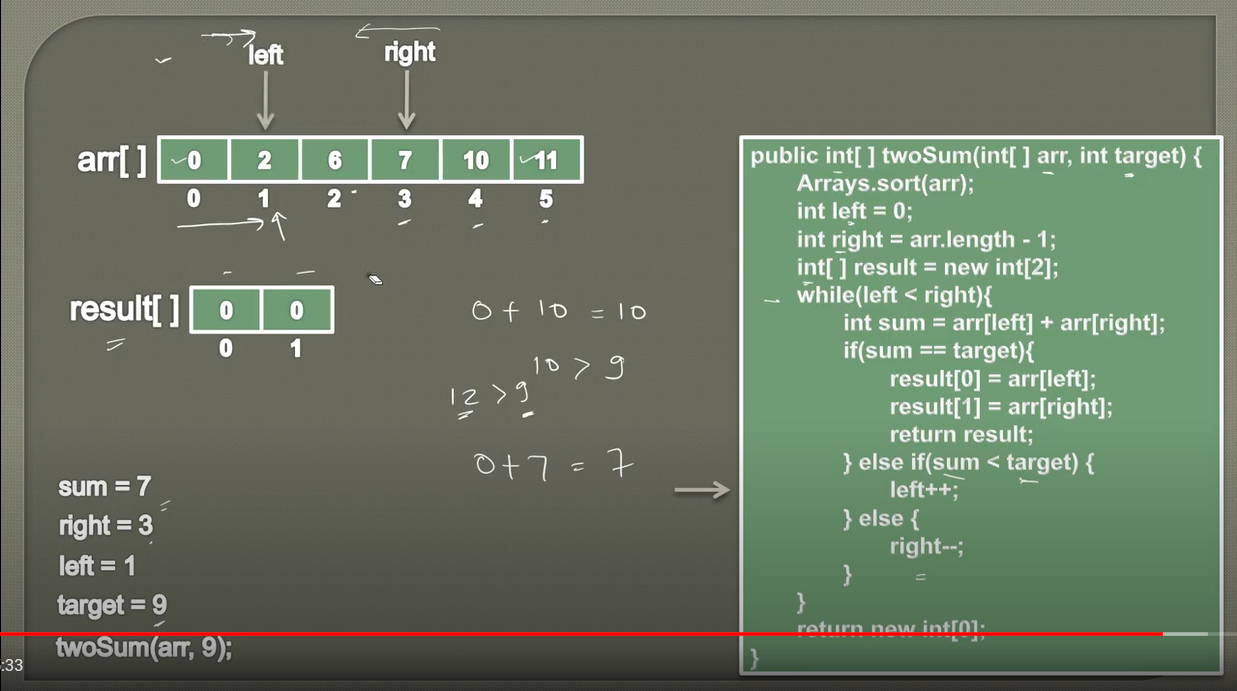 left right
arr[ ] 0 2 6 7 10 11
0 1 2 3 4 5
result[ ] 0 0
0 1
0 + 10 = 10
10 > 9
12 > 9
0 + 7 = 7
sum = 7
right = 3
left = 1
target = 9
twoSum(arr, 9);
:33
public int[ ] twoSum(int[ ] arr, int target) {
Arrays.sort(arr);
int left = 0;
int right = arr.length - 1;
int[ ] result = new int[2];
while(left < right){
int sum = arr[left] + arr[right];
if(sum == target){
result[0] = arr[left];
result[1] = arr[right];
return result;
} else if(sum < target) {
left++;
} else {
right--;
}
}
return new int[0];
}